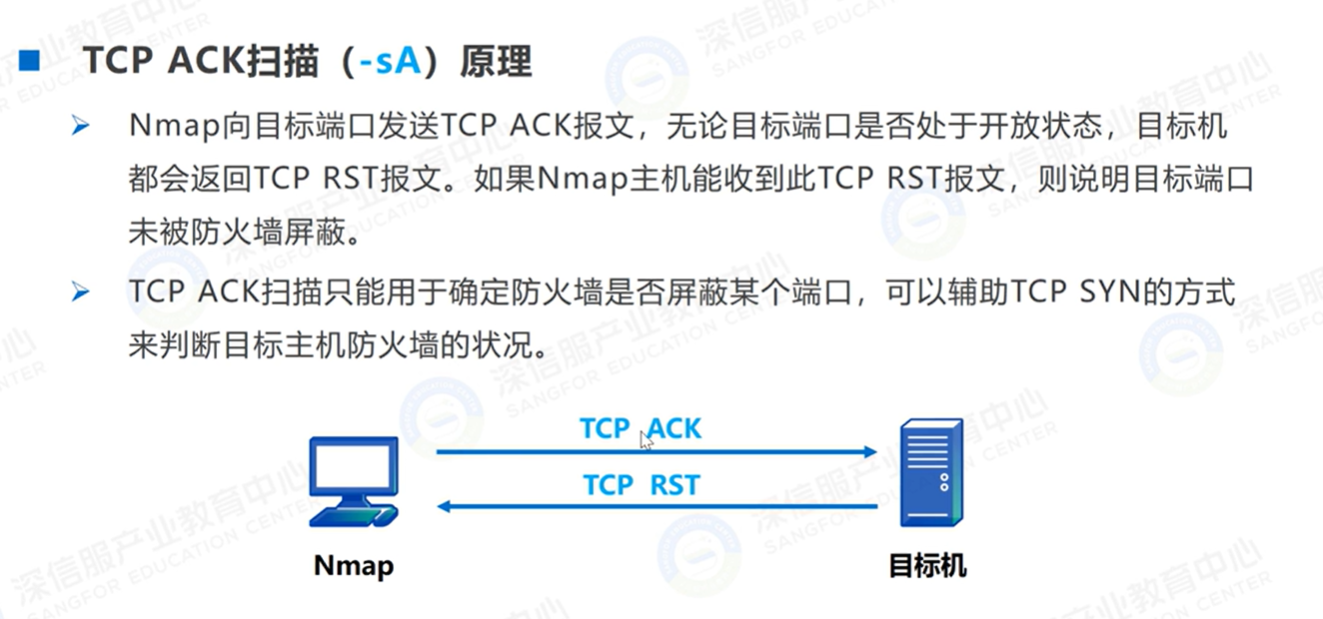 TCP ACK扫描（-sA）原理
Nmap向目标端口发送TCP ACK报文，无论目标端口是否处于开放状态，目标机
都会返回TCP RST报文。如果Nmap主机能收到此TCP RST报文，则说明目标端口
未被防火墙屏蔽。
TCP ACK扫描只能用于确定防火墙是否屏蔽某个端口，可以辅助TCP SYN的方式
来判断目标主机防火墙的状况。
TCP ACK
TCP RST
Nmap
目标机
深信服产业教育中心
SANGFOR EDUCATION CENTER